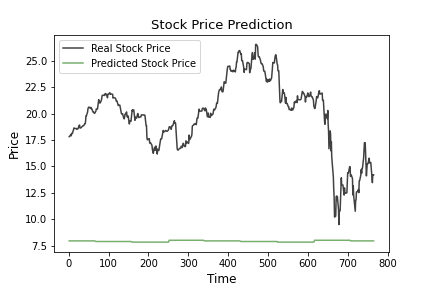 Stock Price Prediction
Real Stock Price
Predicted Stock Price
Price
25.0
22.5
20.0
17.5
15.0
12.5
10.0
7.5
0 100 200 300 400 500 600 700 800
Time